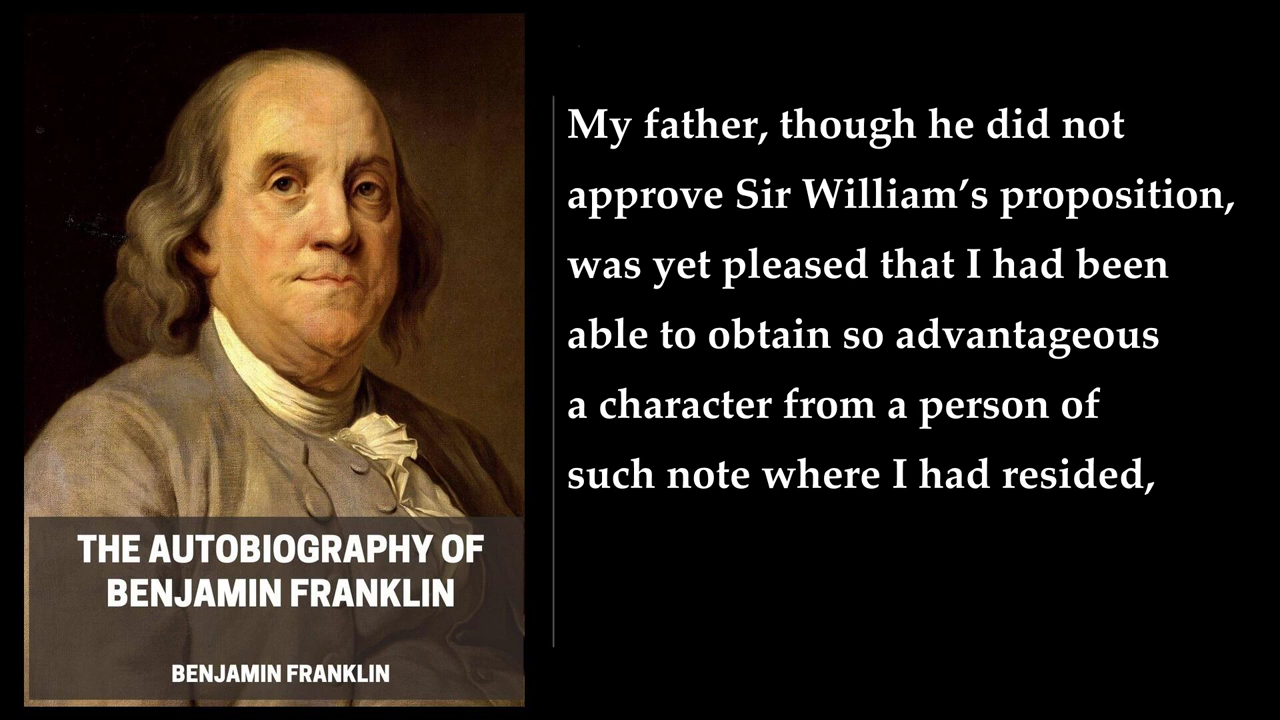 THE AUTOBIOGRAPHY OF
BENJAMIN FRANKLIN
BENJAMIN FRANKLIN
My father, though he did not
approve Sir William’s proposition,
was yet pleased that I had been
able to obtain so advantageous
a character from a person of
such note where I had resided,